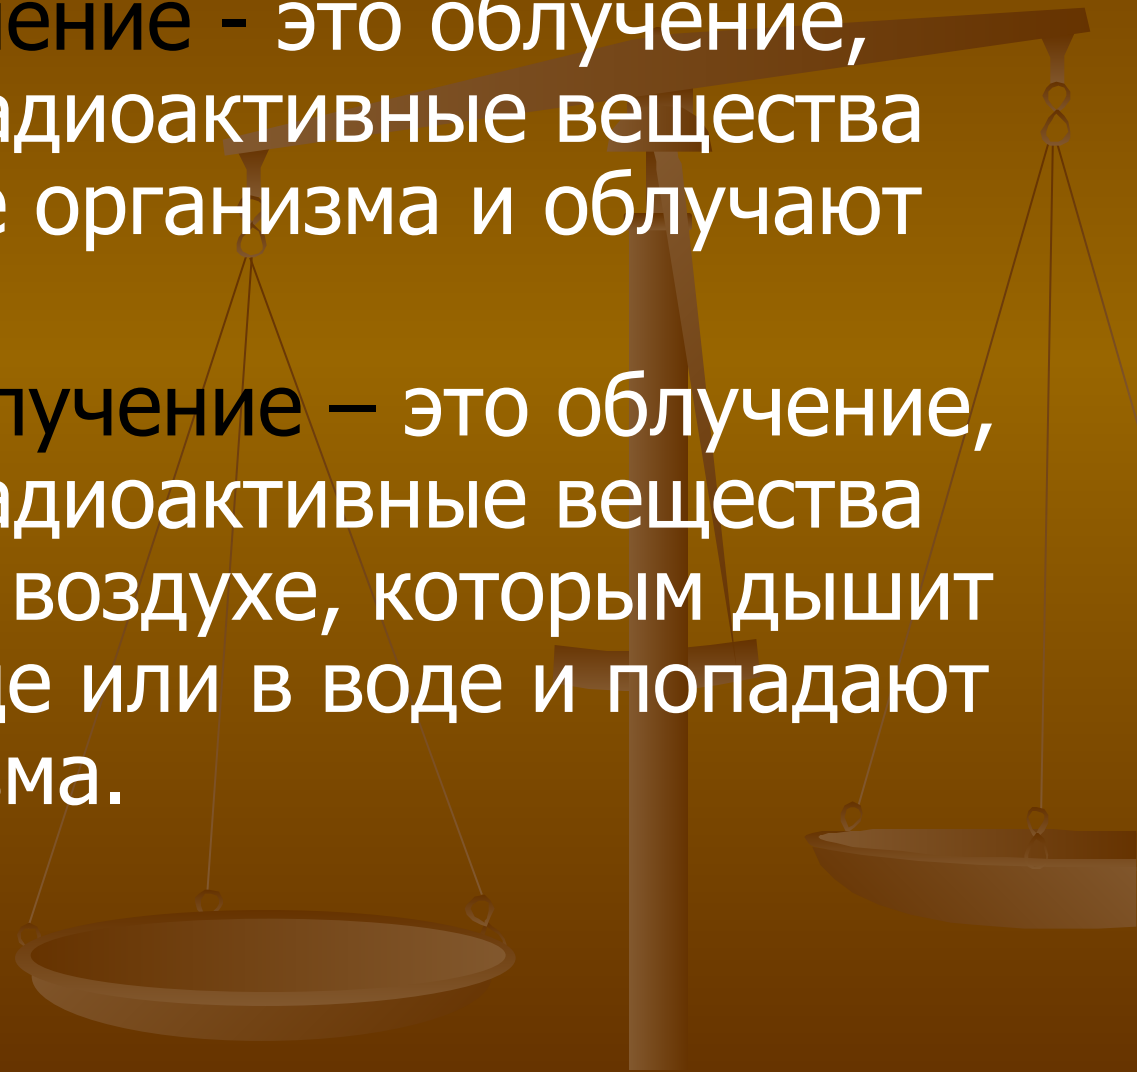 ение - это облучение,
адиоактивные вещества
е организма и облучают
лучение – это облучение,
адиоактивные вещества
воздухе, которым дышит
де или в воде и попадают
зма.